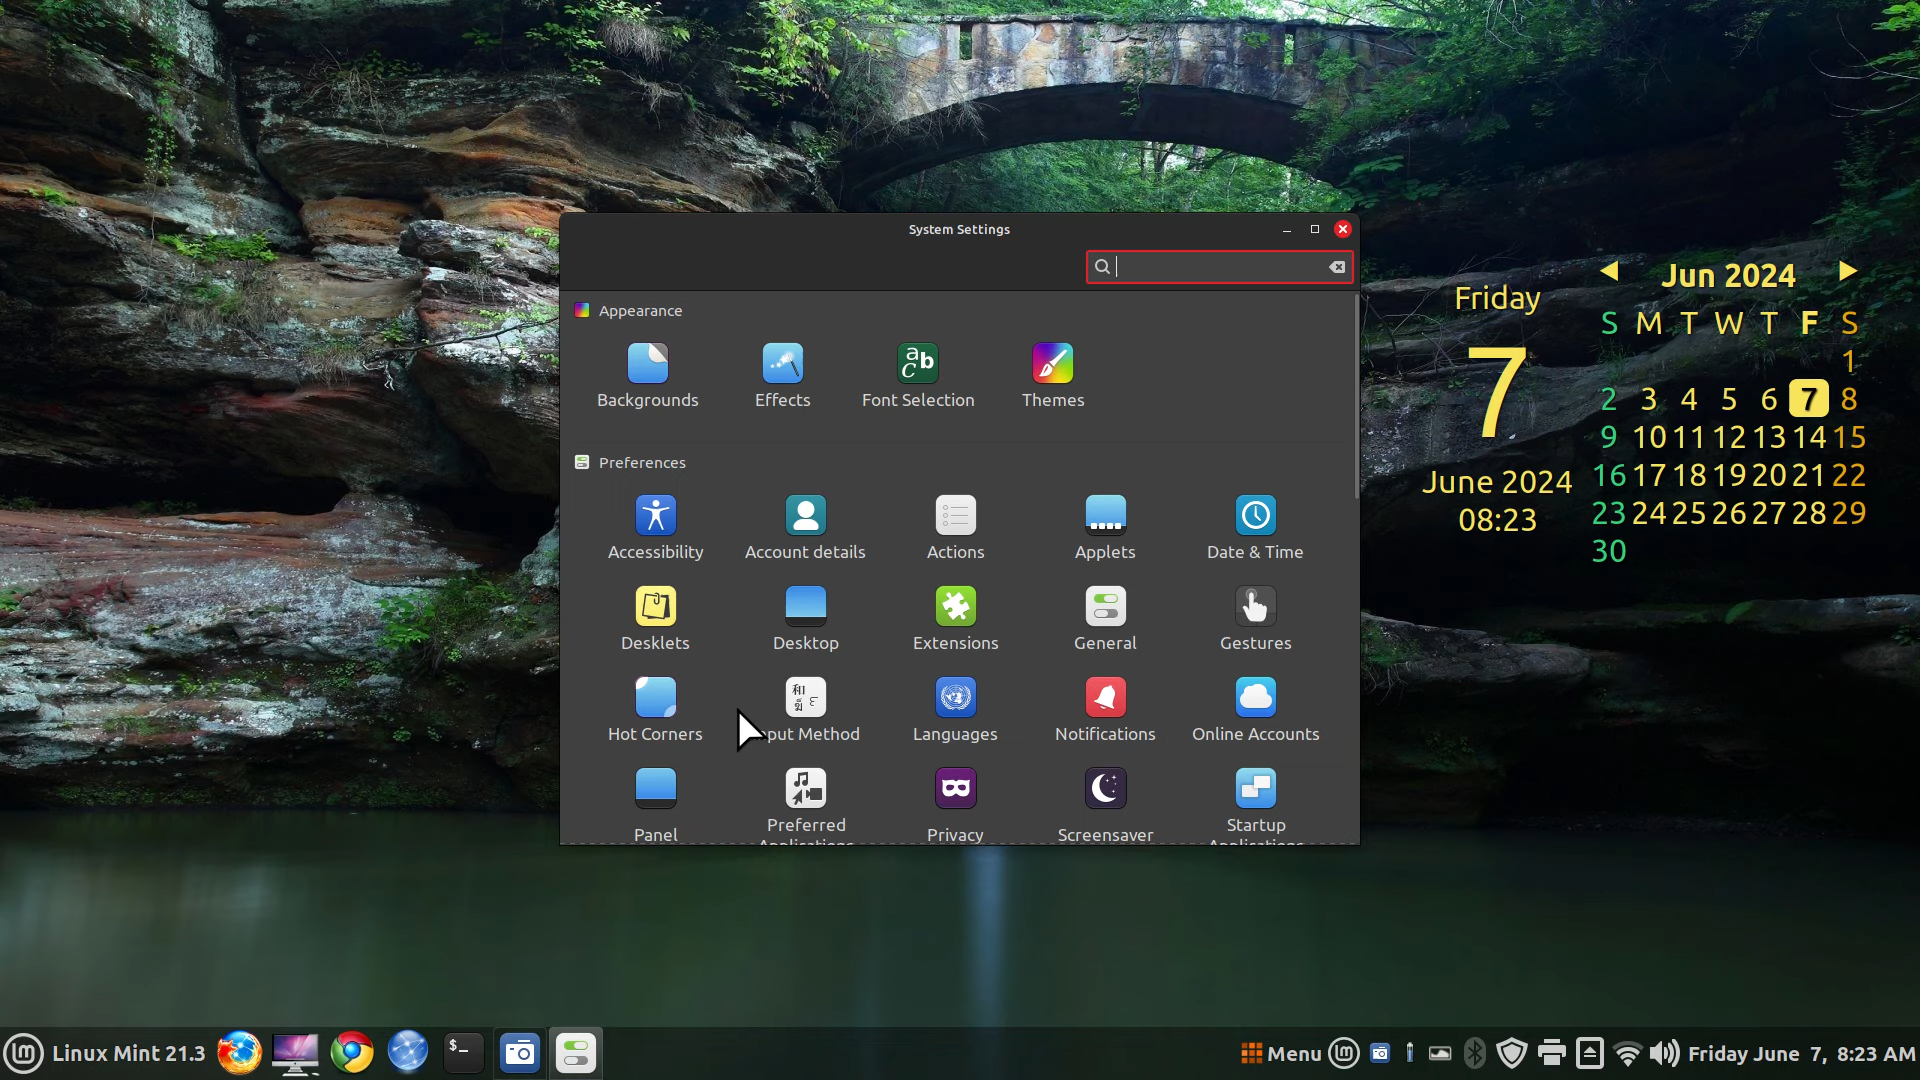 System Settings
Appearance
Backgrounds
Effects
Font Selection
Themes
Preferences
Accessibility
Account details
Actions
Applets
Date & Time
Desklets
Desktop
Extensions
General
Gestures
Hot Corners
put Method
Languages
Notifications
Online Accounts
Panel
Preferred
Applications
Privacy
Screensaver
Startup
Applications
Friday
7
June 2024
08:23
Jun 2024
S M T W T F S
1
2 3 4 5 6 7 8
9 10 11 12 13 14 15
16 17 18 19 20 21 22
23 24 25 26 27 28 29
30
Linux Mint 21.3
$_
Menu
Friday June 7, 8:23 AM